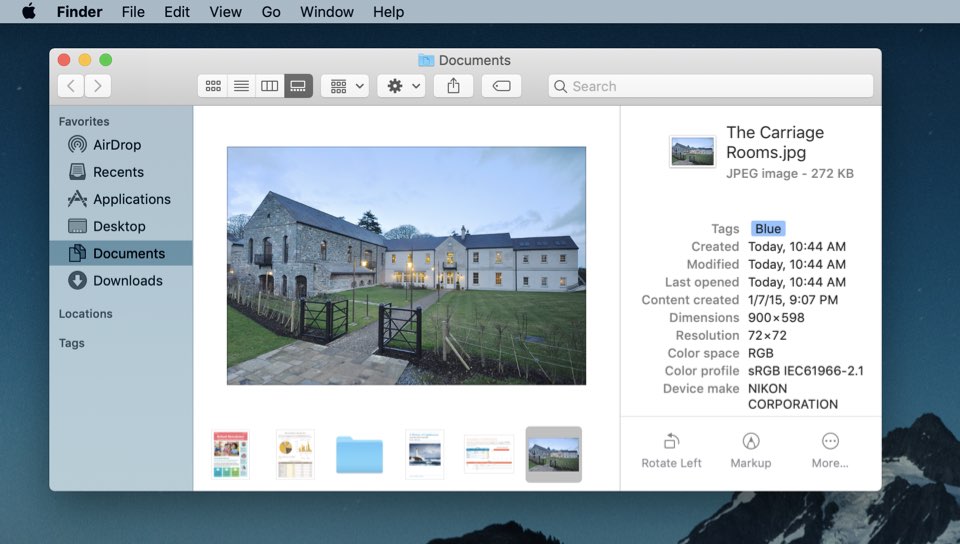 Finder File Edit View Go Window Help
Documents
Search
Favorites
AirDrop
Recents
Applications
Desktop
Documents
Downloads
Locations
Tags
The Carriage
Rooms.jpg
JPEG image - 272 KB
Tags Blue
Created Today, 10:44 AM
Modified Today, 10:44 AM
Last opened Today, 10:44 AM
Content created 1/7/15, 9:07 PM
Dimensions 900×598
Resolution 72×72
Color space RGB
Color profile sRGB IEC61966-2.1
Device make NIKON
CORPORATION
Rotate Left Markup More...